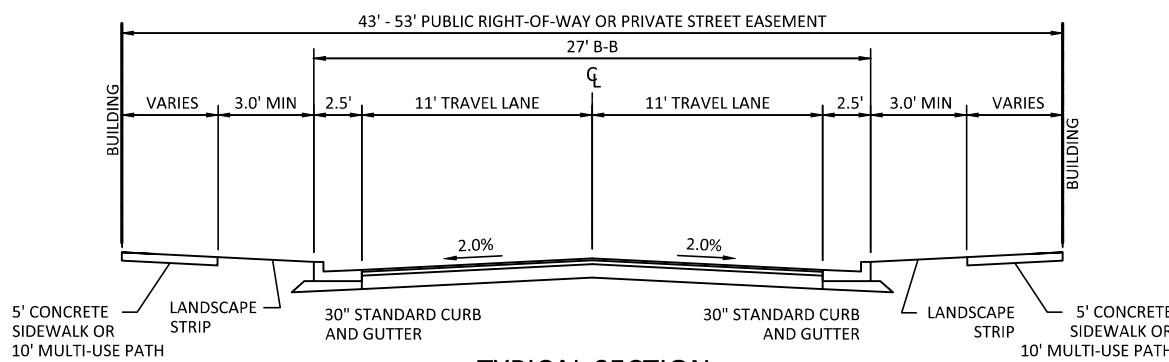 43' - 53' PUBLIC RIGHT-OF-WAY OR PRIVATE STREET EASEMENT
27' B-B
℄
VARIES 3.0' MIN 2.5' 11' TRAVEL LANE 11' TRAVEL LANE 2.5' 3.0' MIN VARIES
BUILDING
BUILDING
2.0% 2.0%
5' CONCRETE
SIDEWALK OR
10' MULTI-USE PATH
LANDSCAPE
STRIP
30" STANDARD CURB
AND GUTTER
30" STANDARD CURB
AND GUTTER
LANDSCAPE
STRIP
5' CONCRETE
SIDEWALK OR
10' MULTI-USE PATH
TYPICAL SECTION